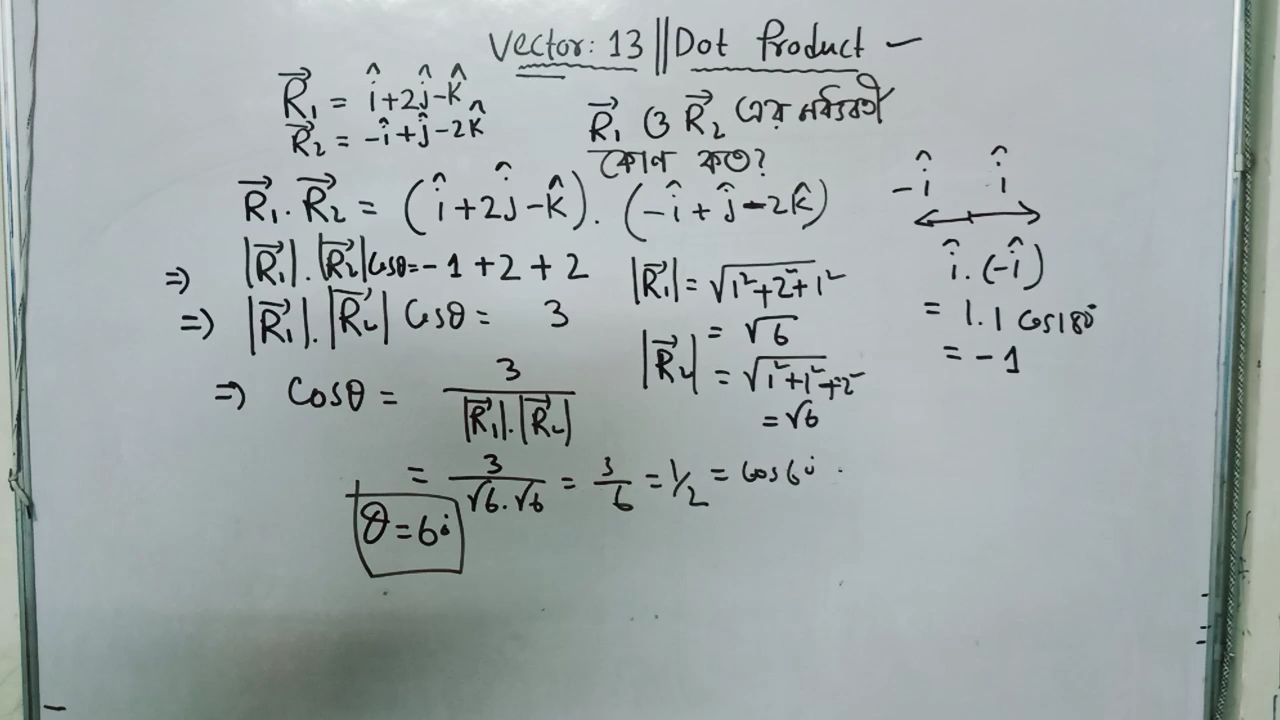 Vector: 13 || Dot Product —
R⃗₁ = î+2ĵ-k̂
R⃗₂ = -î+ĵ-2k̂
R⃗₁ ও R⃗₂ এর মধ্যবর্তী
কোণ কত?
R⃗₁. R⃗₂ = (î+2ĵ-k̂). (-î+ĵ-2k̂)
⇒ |R⃗₁|.|R⃗₂|cosθ=-1+2+2
⇒ |R⃗₁|.|R⃗₂| cosθ= 3
⇒ cosθ = 3/|R⃗₁|.|R⃗₂|
= 3/√6.√6 = 3/6 = 1/2 = cos60°
θ=60°
|R⃗₁|= √1²+2²+1²
= √6
|R⃗₂| = √1²+1²+2²
=√6
-î î
î.(-î)
= 1.1 cos180°
= -1